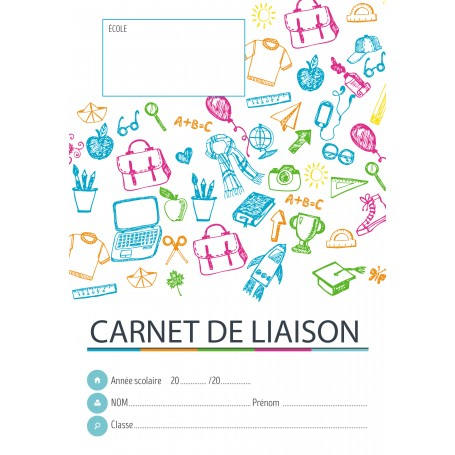 ÉCOLE
A+B=C
A+B=C
CARNET DE LIAISON
Année scolaire 20.............. /20................
NOM.................................................... Prénom ....................................
Classe.......................................................................................................